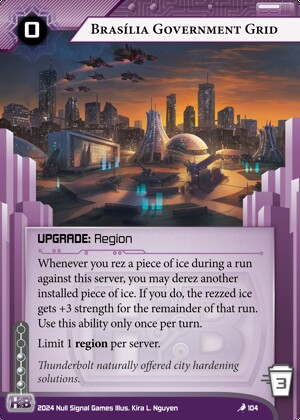 0
Brasília Government Grid
UPGRADE: Region
Whenever you rez a piece of ice during a run
against this server, you may derez another
installed piece of ice. If you do, the rezzed ice
gets +3 strength for the remainder of that run.
Use this ability only once per turn.
Limit 1 region per server.
Thunderbolt naturally offered city hardening
solutions.
3
HB
2024 Null Signal Games Illus. Kira L. Nguyen
104